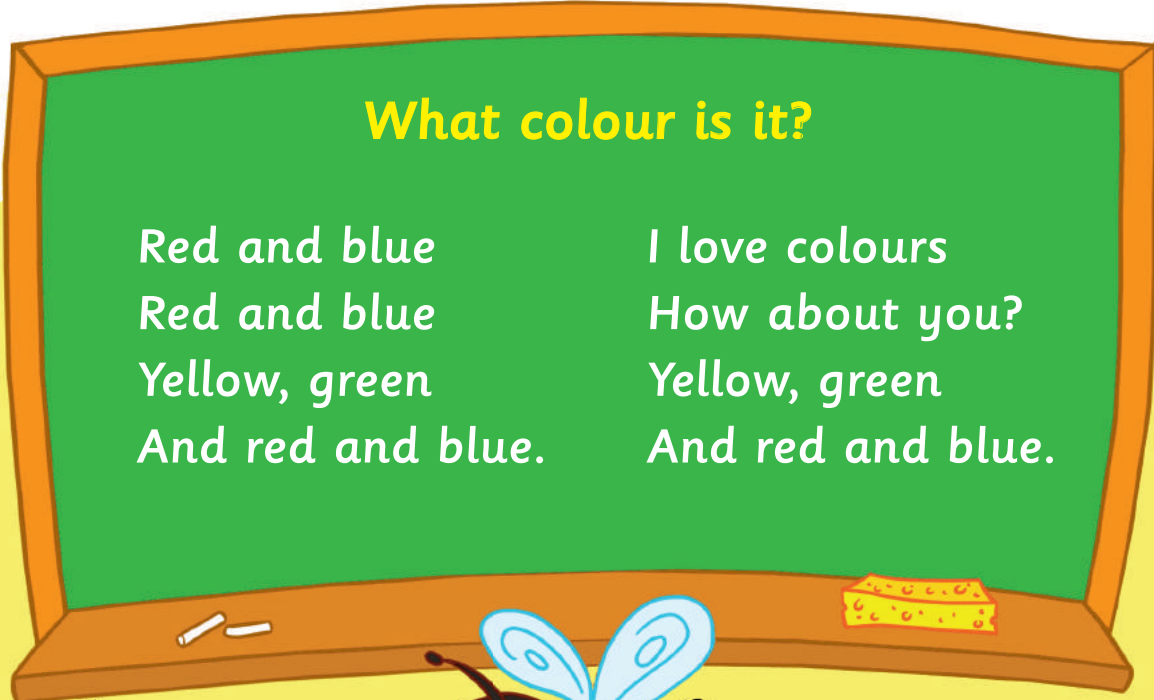 What colour is it?
Red and blue
Red and blue
Yellow, green
And red and blue.
I love colours
How about you?
Yellow, green
And red and blue.